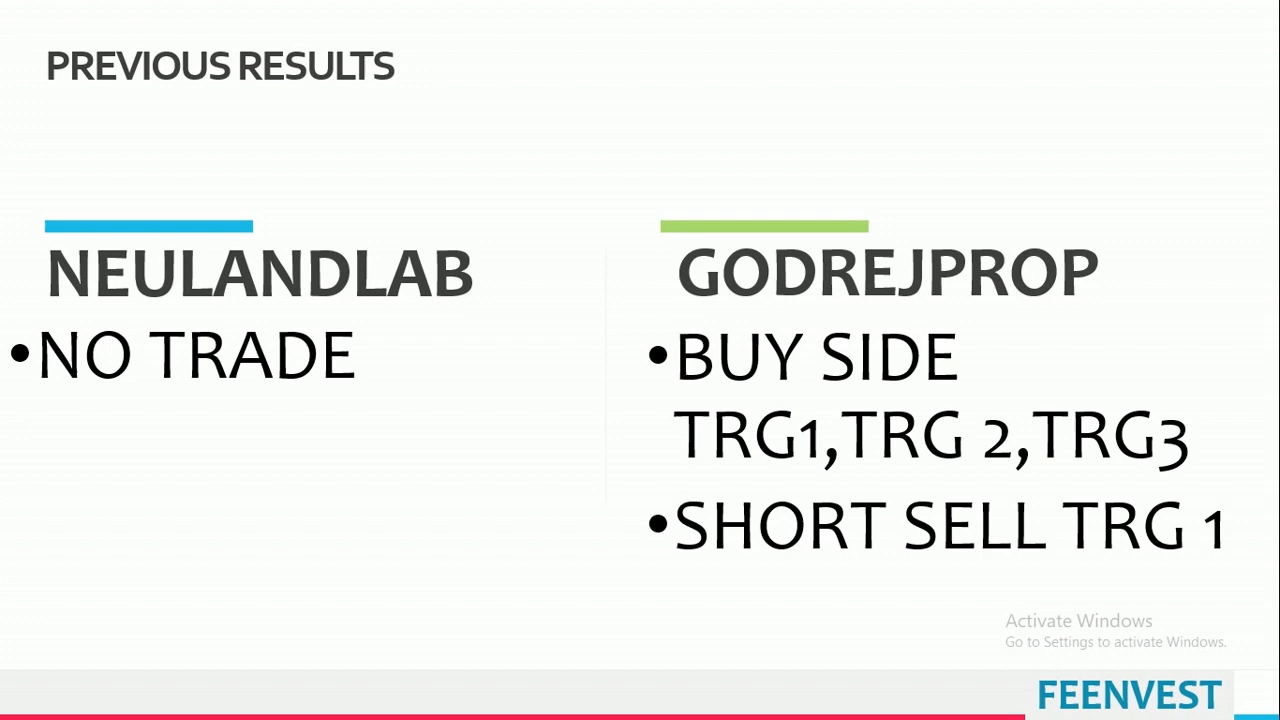 PREVIOUS RESULTS
NEULANDLAB
•NO TRADE
GODREJPROP
•BUY SIDE
TRG1,TRG 2,TRG3
•SHORT SELL TRG 1
Activate Windows
Go to Settings to activate Windows.
FEENVEST